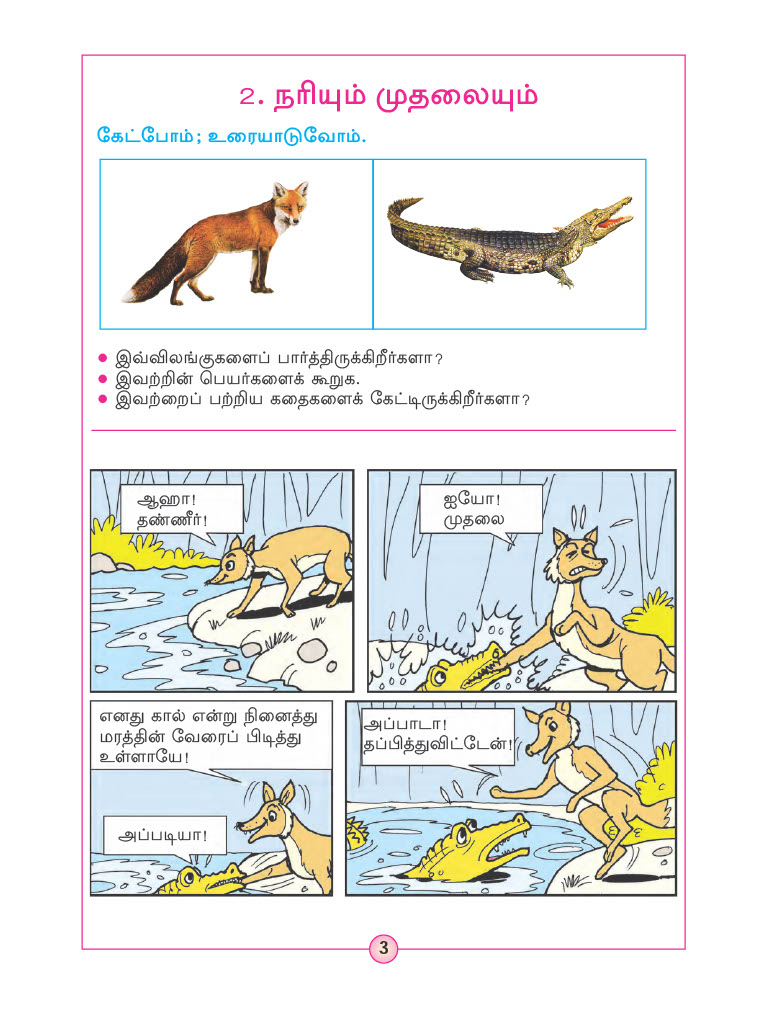 2. நரியும் முதலையும்
கேட்போம்; உரையாடுவோம்.
இவ்விலங்குகளைப் பார்த்திருக்கிறீர்களா?
இவற்றின் பெயர்களைக் கூறுக.
இவற்றைப் பற்றிய கதைகளைக் கேட்டிருக்கிறீர்களா?
ஆஹா!
தண்ணீர்!
ஐயோ!
முதலை
எனது கால் என்று நினைத்து
மரத்தின் வேரைப் பிடித்து
உள்ளாயே!
அப்படியா!
அப்பாடா!
தப்பித்துவிட்டேன்!
3